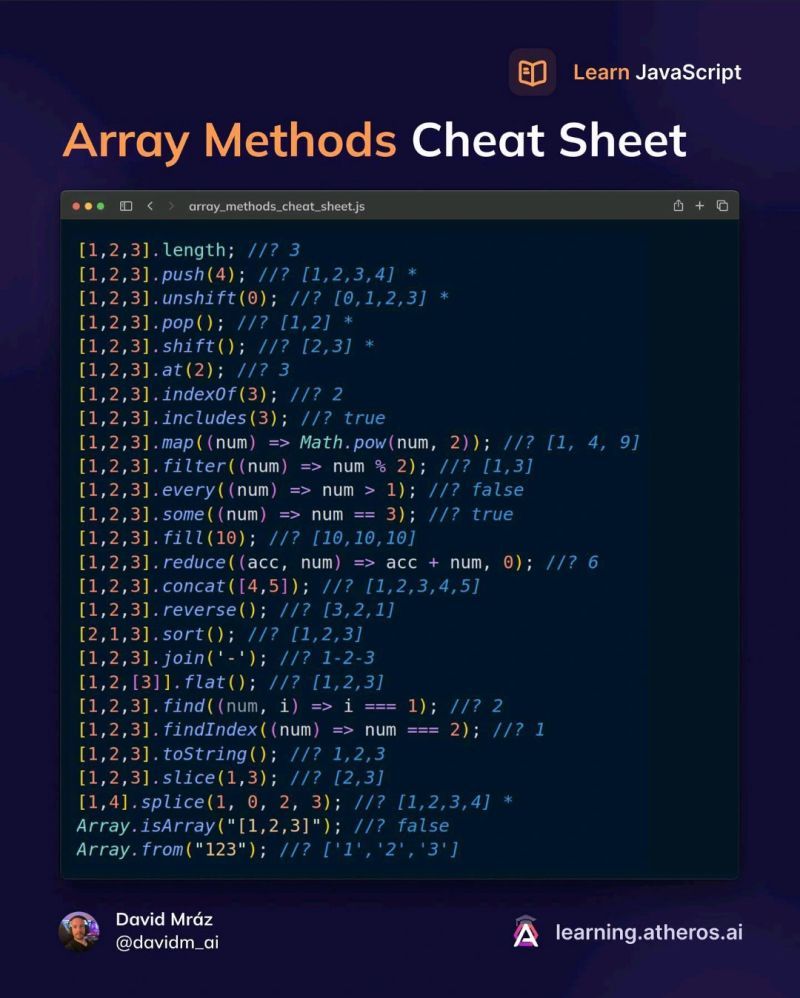 Learn JavaScript
Array Methods Cheat Sheet
array_methods_cheat_sheet.js
[1,2,3].length; //? 3
[1,2,3].push(4); //? [1,2,3,4] *
[1,2,3].unshift(0); //? [0,1,2,3] *
[1,2,3].pop(); //? [1,2] *
[1,2,3].shift(); //? [2,3] *
[1,2,3].at(2); //? 3
[1,2,3].indexOf(3); //? 2
[1,2,3].includes(3); //? true
[1,2,3].map((num) => Math.pow(num, 2)); //? [1, 4, 9]
[1,2,3].filter((num) => num % 2); //? [1,3]
[1,2,3].every((num) => num > 1); //? false
[1,2,3].some((num) => num == 3); //? true
[1,2,3].fill(10); //? [10,10,10]
[1,2,3].reduce((acc, num) => acc + num, 0); //? 6
[1,2,3].concat([4,5]); //? [1,2,3,4,5]
[1,2,3].reverse(); //? [3,2,1]
[2,1,3].sort(); //? [1,2,3]
[1,2,3].join('-'); //? 1-2-3
[1,2,[3]].flat(); //? [1,2,3]
[1,2,3].find((num, i) => i === 1); //? 2
[1,2,3].findIndex((num) => num === 2); //? 1
[1,2,3].toString(); //? 1,2,3
[1,2,3].slice(1,3); //? [2,3]
[1,4].splice(1, 0, 2, 3); //? [1,2,3,4] *
Array.isArray("[1,2,3]"); //? false
Array.from("123"); //? ['1','2','3']
David Mráz
@davidm_ai
learning.atheros.ai